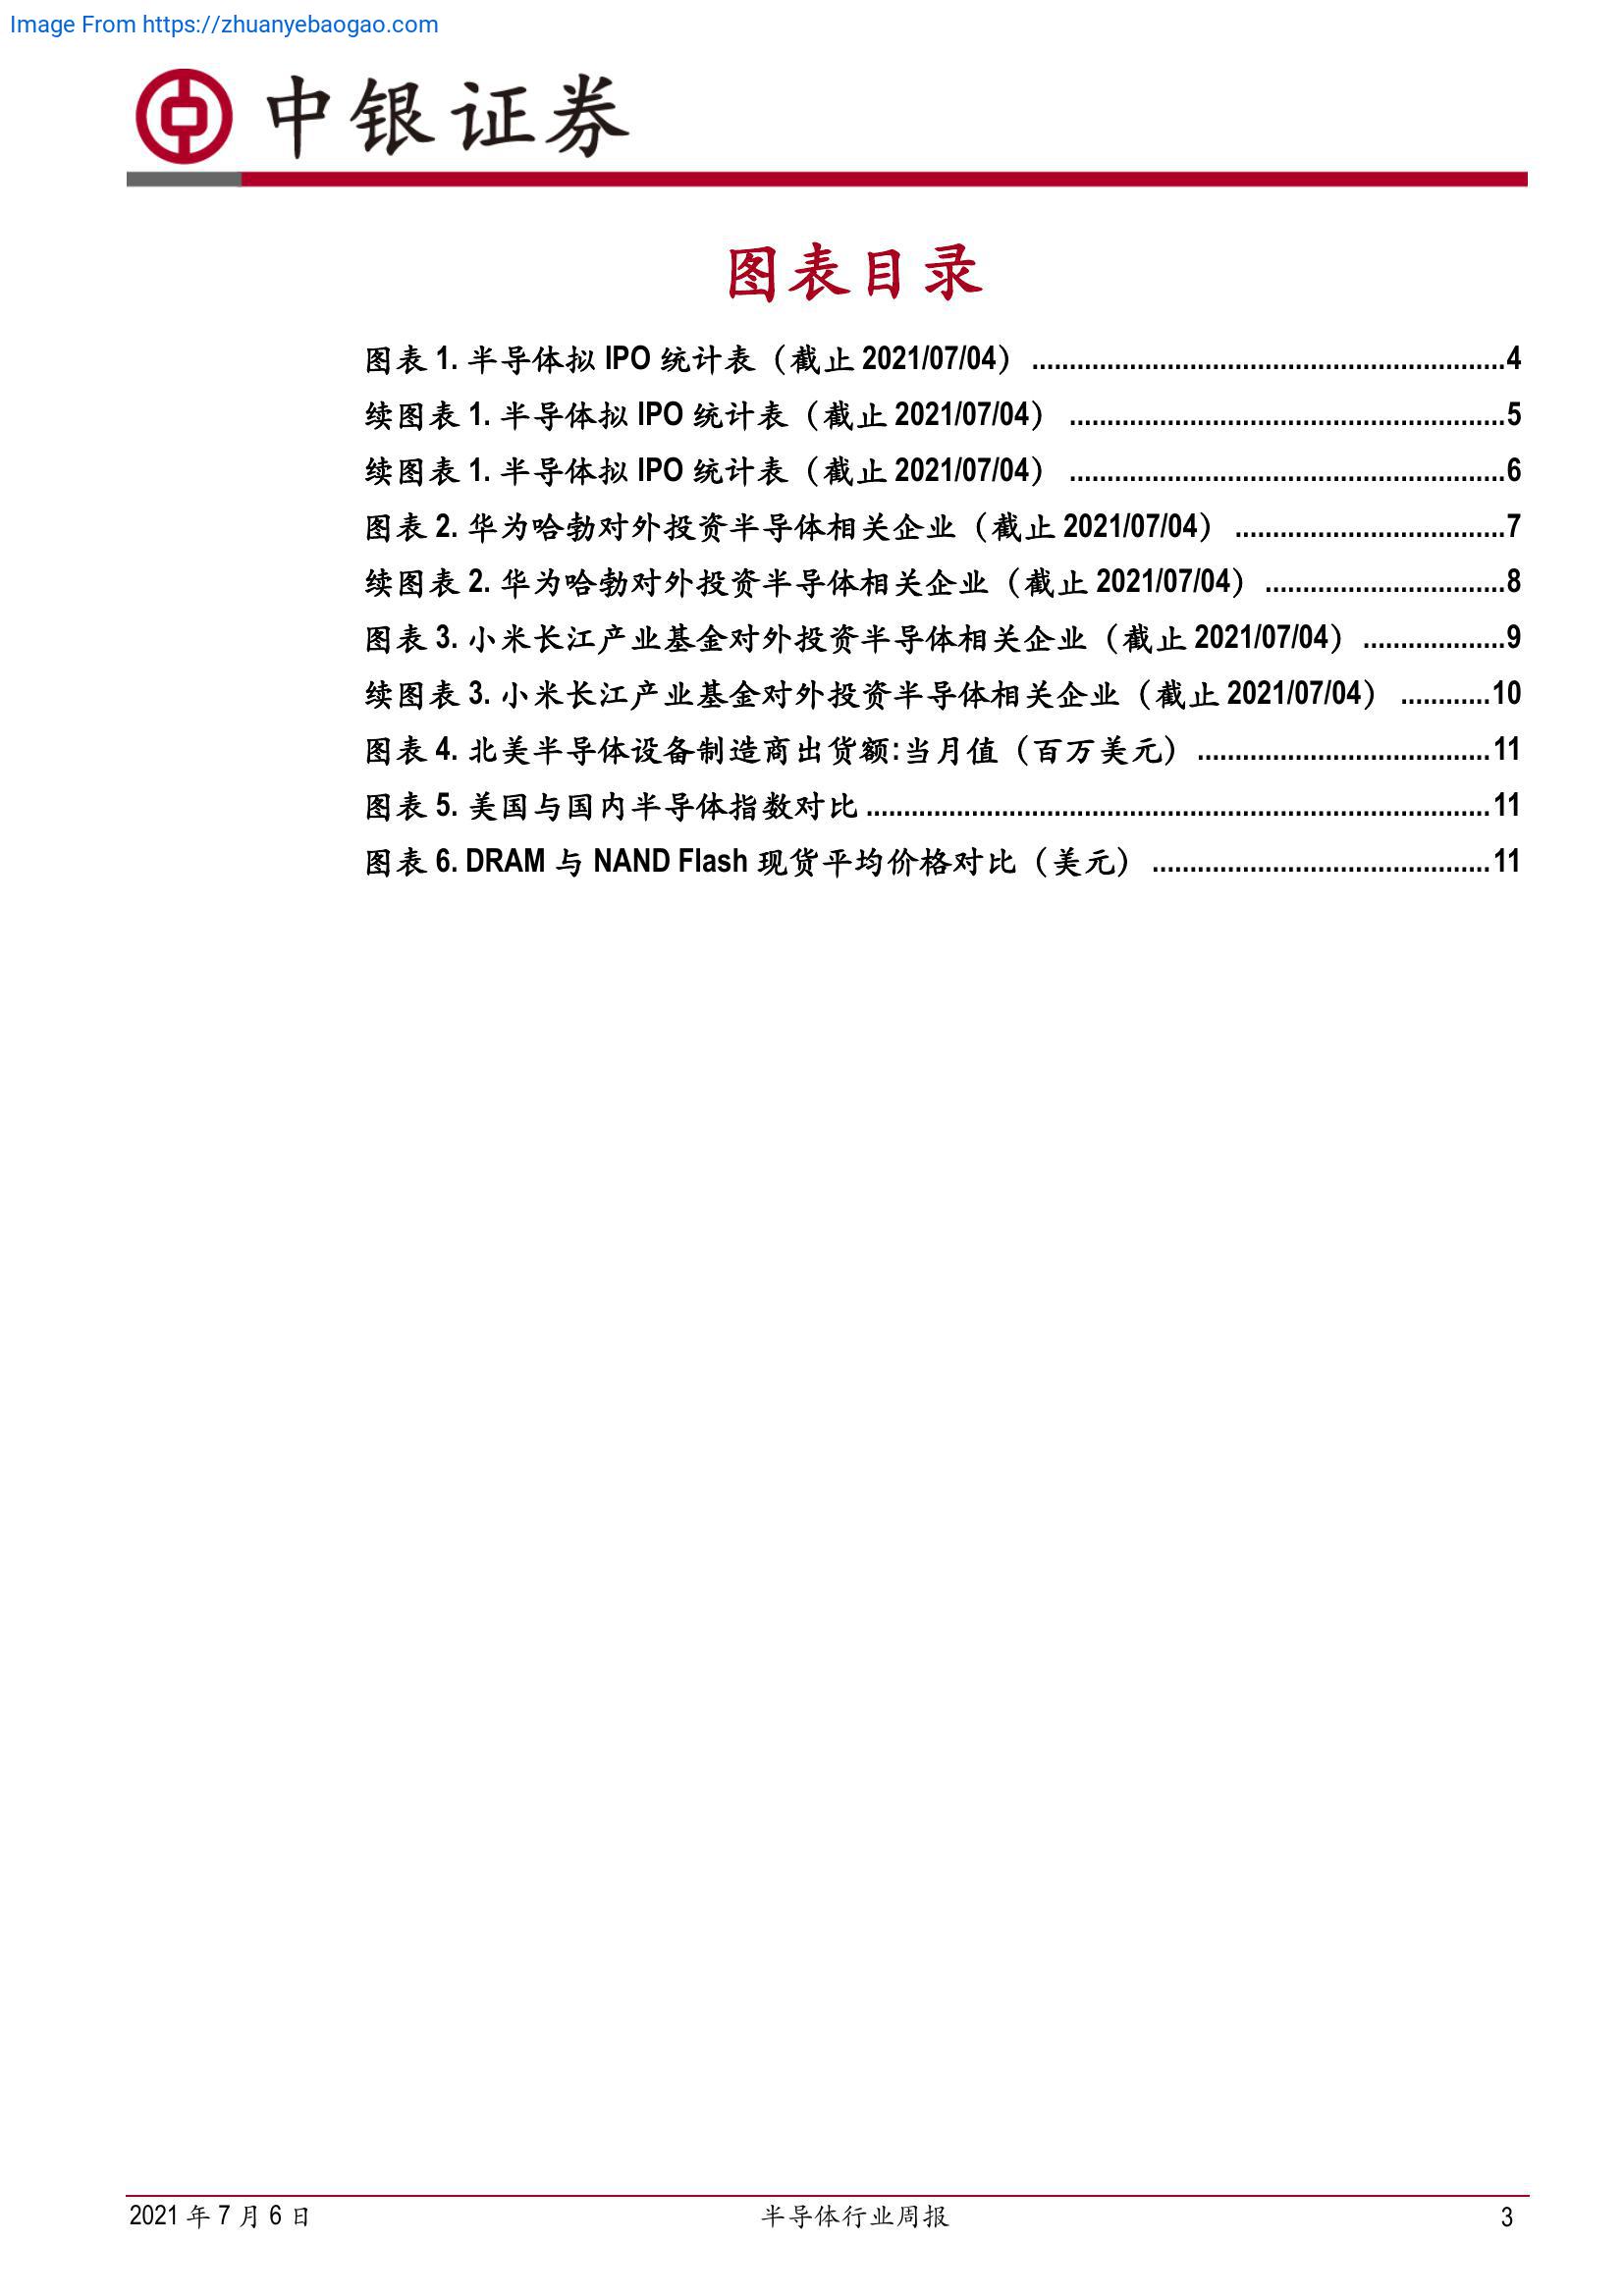 Image From https://zhuanyebaogao.com
中银证券
图表目录
图表 1. 半导体拟 IPO 统计表（截止 2021/07/04） ...............................................................4
续图表 1. 半导体拟 IPO 统计表（截止 2021/07/04） ..........................................................5
续图表 1. 半导体拟 IPO 统计表（截止 2021/07/04） ..........................................................6
图表 2. 华为哈勃对外投资半导体相关企业（截止 2021/07/04） ....................................7
续图表 2. 华为哈勃对外投资半导体相关企业（截止 2021/07/04） ................................8
图表 3. 小米长江产业基金对外投资半导体相关企业（截止 2021/07/04） ...................9
续图表 3. 小米长江产业基金对外投资半导体相关企业（截止 2021/07/04） ............10
图表 4. 北美半导体设备制造商出货额:当月值（百万美元） .......................................11
图表 5. 美国与国内半导体指数对比 ...................................................................................11
图表 6. DRAM 与 NAND Flash 现货平均价格对比（美元） .............................................11
2021 年 7 月 6 日
半导体行业周报
3